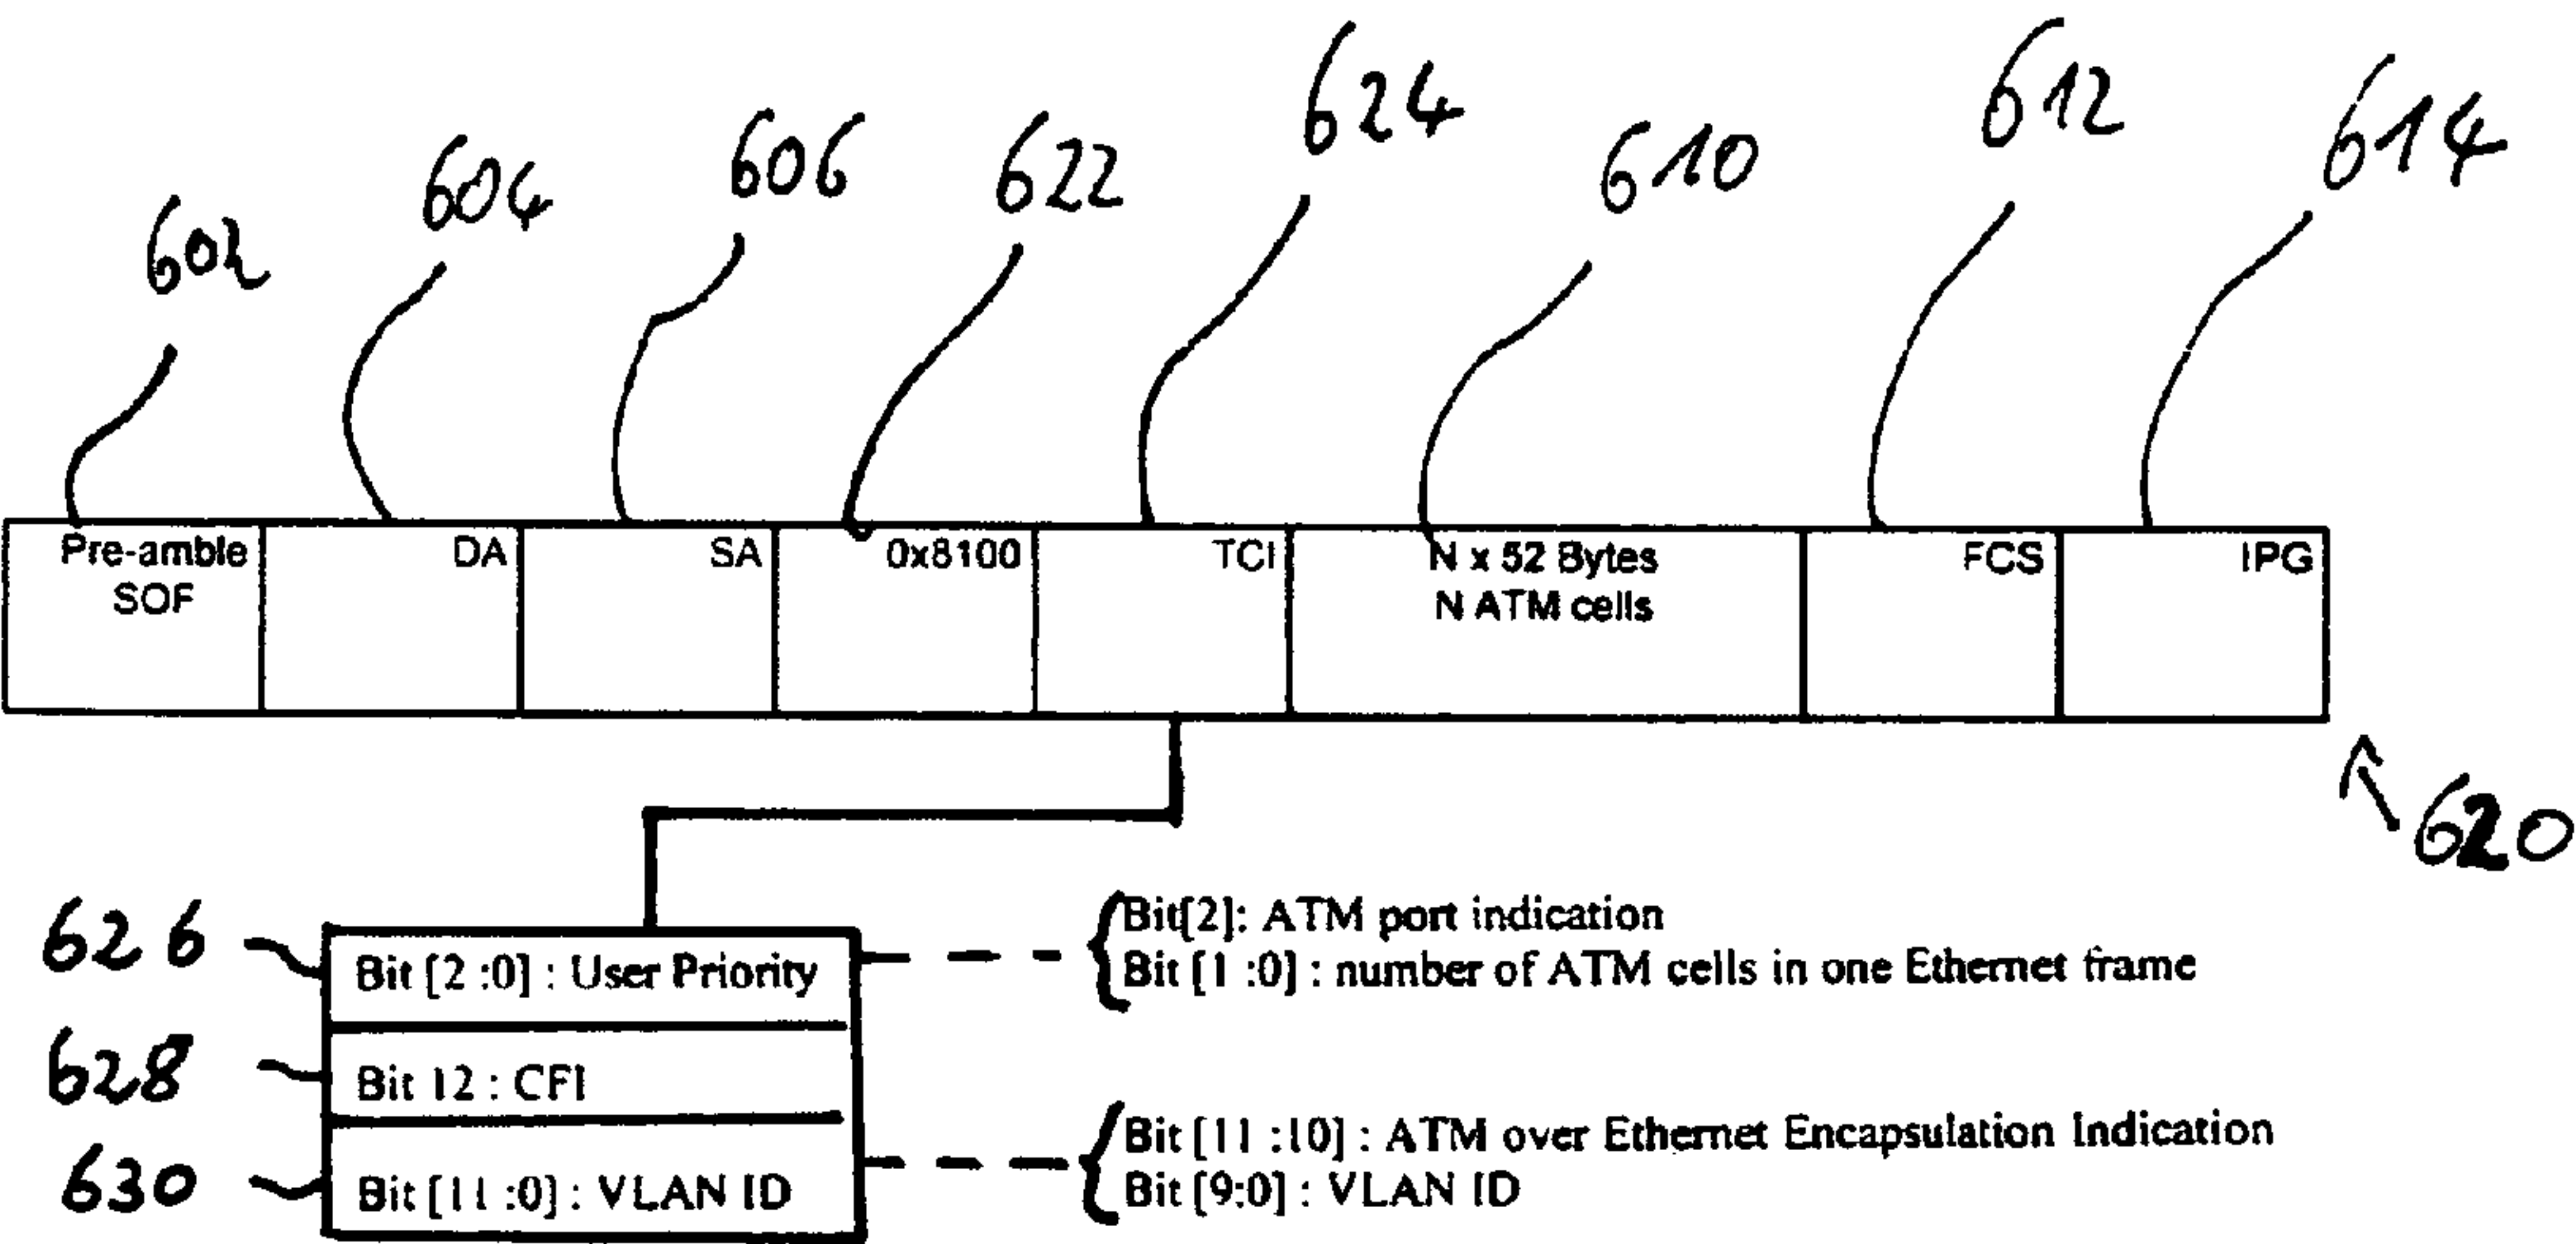 602 604 606 622 624 610 612 614
Pre-amble SOF DA SA 0x8100 TCI N x 52 Bytes N ATM cells FCS IPG
620
626 Bit [2 :0] : User Priority
Bit[2]: ATM port indication
Bit [1 :0] : number of ATM cells in one Ethernet frame
628 Bit 12 : CFI
630 Bit [11 :0] : VLAN ID
Bit [11 :10] : ATM over Ethernet Encapsulation Indication
Bit [9:0] : VLAN ID